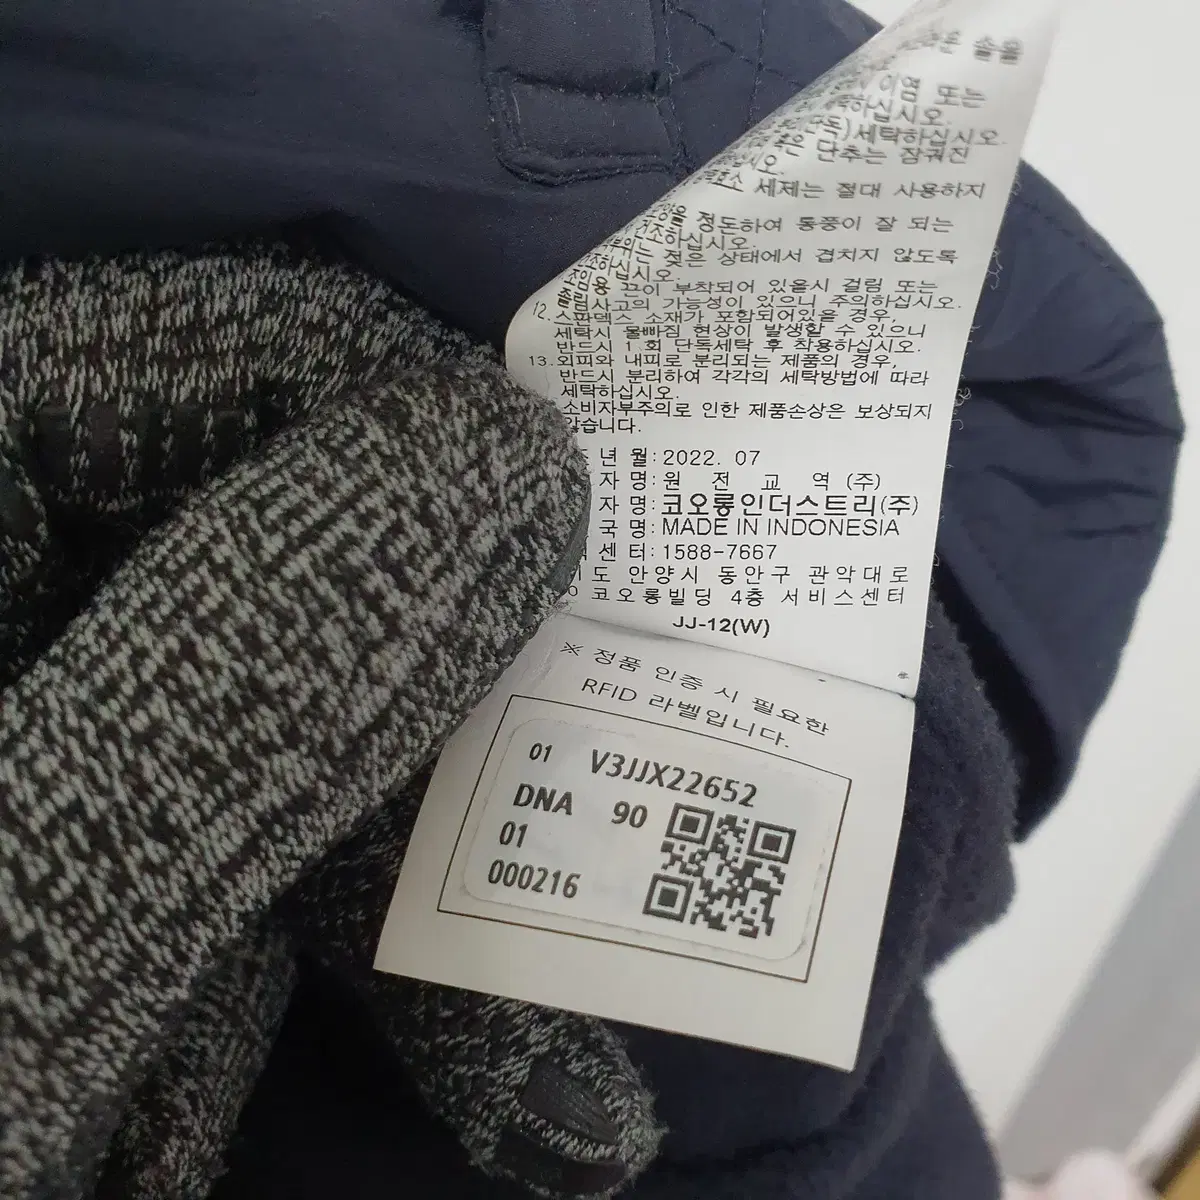 솔을
이염 또는
하십시오.
단독)세탁하십시오.
단추는 잠궈진
십시오.
세제는 절대 사용하지
정돈하여 통풍이 잘 되는
하십시오.
젖은 상태에서 겹치지 않도록
하십시오.
끈이 부착되어 있을시 걸림 또는
사고의 가능성이 있으니 주의하십시오.
12. 스판덱스 소재가 포함되어있을 경우,
세탁시 물빠짐 현상이 발생할 수 있으니
반드시 1 회 단독세탁 후 착용하십시오.
13. 외피와 내피로 분리되는 제품의 경우,
반드시 분리하여 각각의 세탁방법에 따라
세탁하십시오.
소비자부주의로 인한 제품손상은 보상되지
않습니다.
년 월: 2022. 07
자 명: 원 전 교 역 (주)
자 명: 코오롱인더스트리(주)
국 명: MADE IN INDONESIA
센 터: 1588-7667
도 안양시 동안구 관악대로
코오롱빌딩 4층 서비스센터
JJ-12(W)
※ 정품 인증 시 필요한
RFID 라벨입니다.
01 V3JJX22652
DNA 90
01
000216